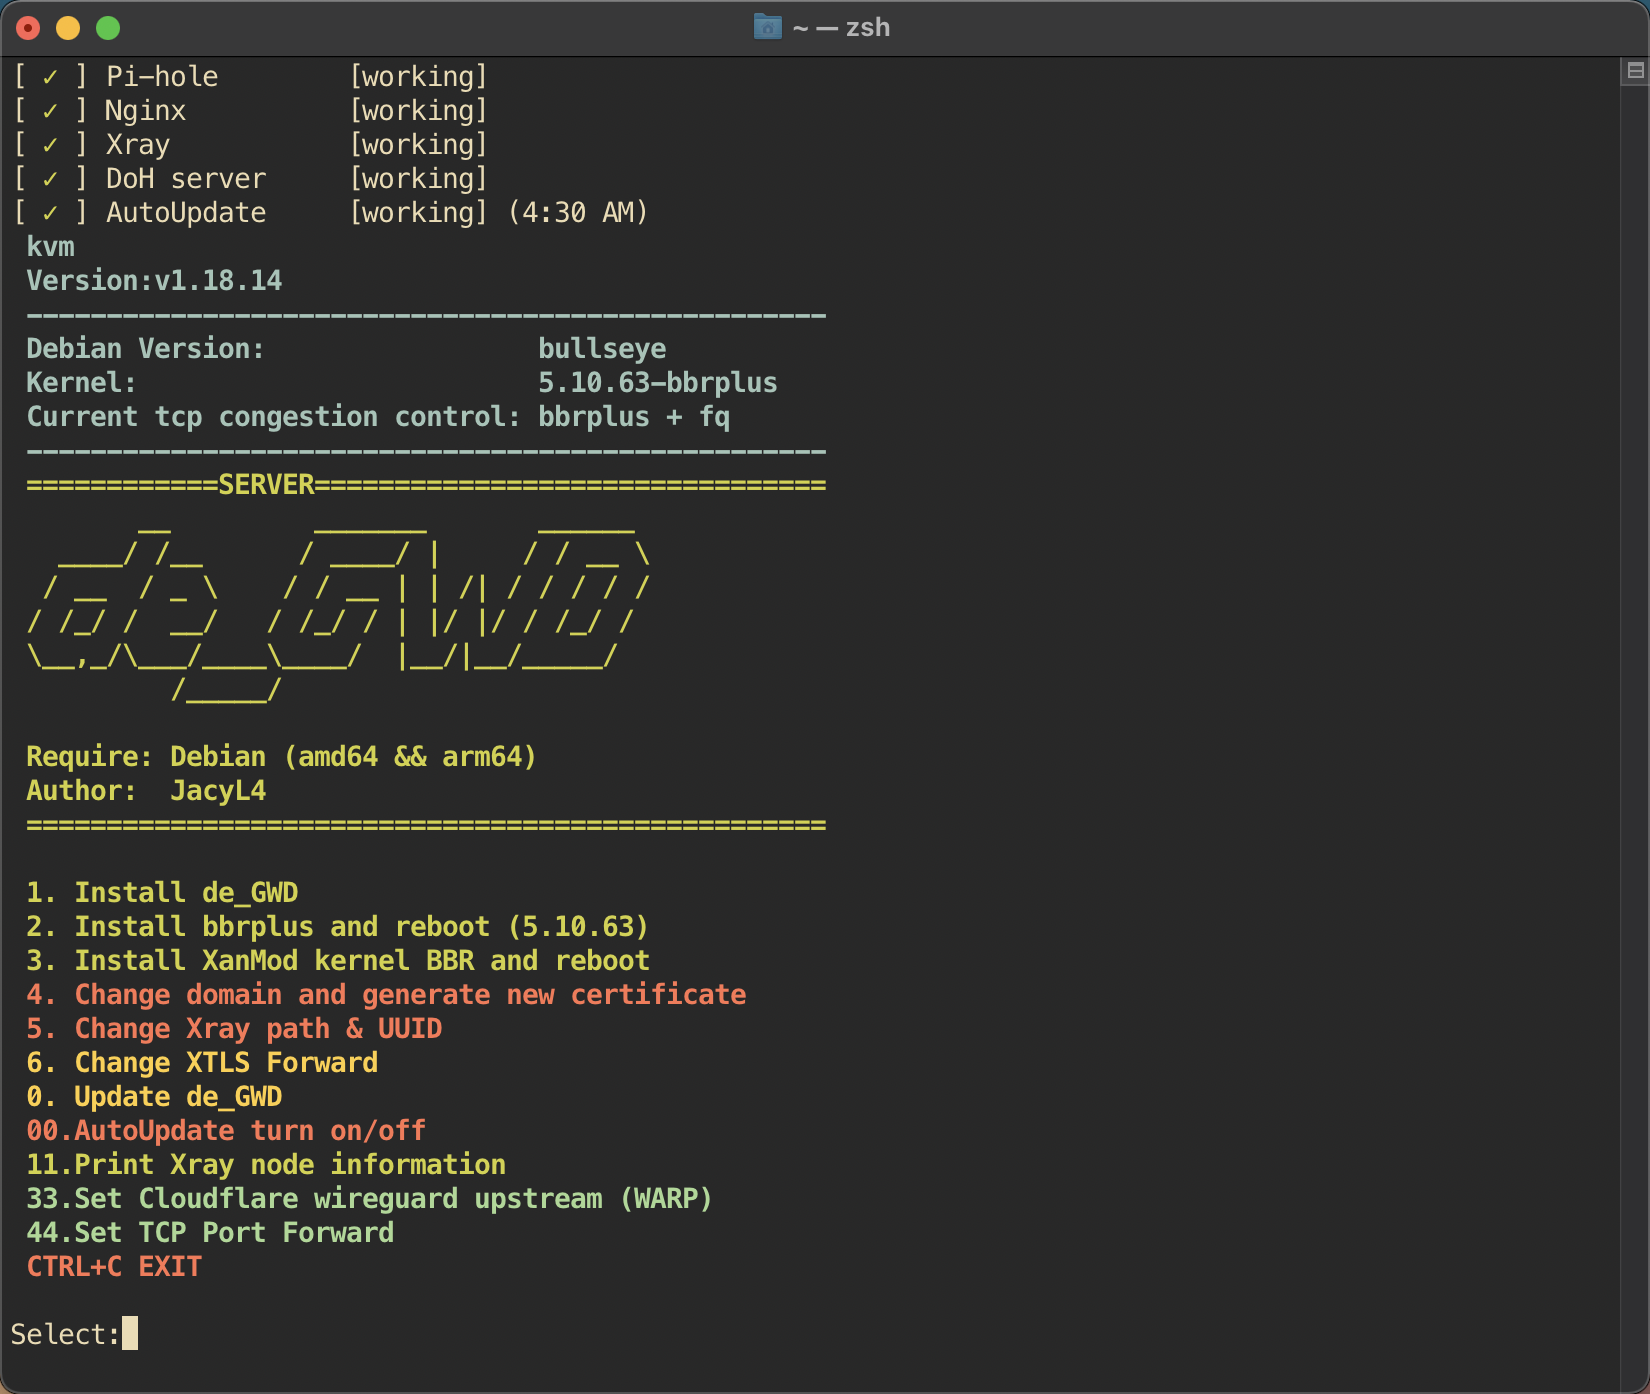 ~ — zsh
[ ✓ ] Pi-hole [working]
[ ✓ ] Nginx [working]
[ ✓ ] Xray [working]
[ ✓ ] DoH server [working]
[ ✓ ] AutoUpdate [working] (4:30 AM)
kvm
Version:v1.18.14
--------------------------------------------------
Debian Version: bullseye
Kernel: 5.10.63-bbrplus
Current tcp congestion control: bbrplus + fq
--------------------------------------------------
============SERVER================================
de_GWD
Require: Debian (amd64 && arm64)
Author: JacyL4
==================================================
1. Install de_GWD
2. Install bbrplus and reboot (5.10.63)
3. Install XanMod kernel BBR and reboot
4. Change domain and generate new certificate
5. Change Xray path & UUID
6. Change XTLS Forward
0. Update de_GWD
00.AutoUpdate turn on/off
11.Print Xray node information
33.Set Cloudflare wireguard upstream (WARP)
44.Set TCP Port Forward
CTRL+C EXIT
Select: